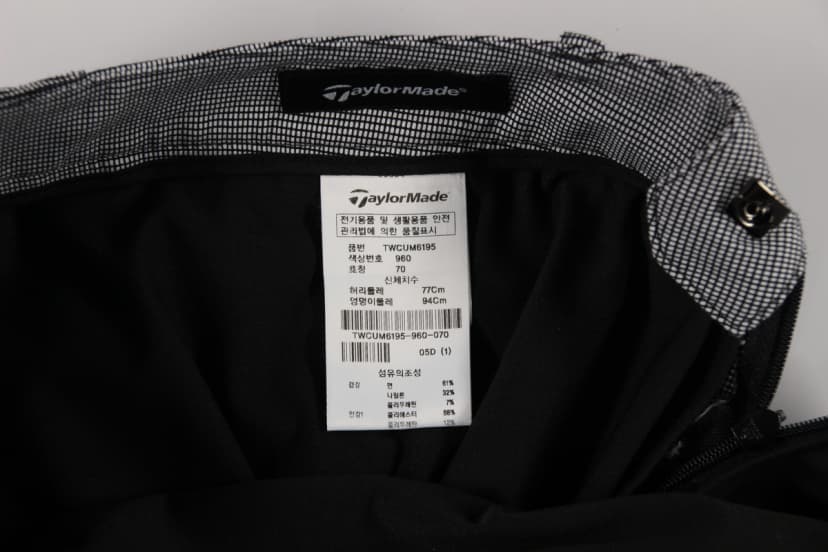 TaylorMade
TaylorMade
전기용품 및 생활용품 안전
관리법에 의한 품질표시
품번 TWCUM6195
색상번호 960
호칭 70
신체치수
허리둘레 77Cm
엉덩이둘레 94Cm
TWCUM6195-960-070
05D (1)
섬유의조성
겉감 면 61%
나일론 32%
폴리우레탄 7%
안감1 폴리에스터 88%
폴리우레탄 12%